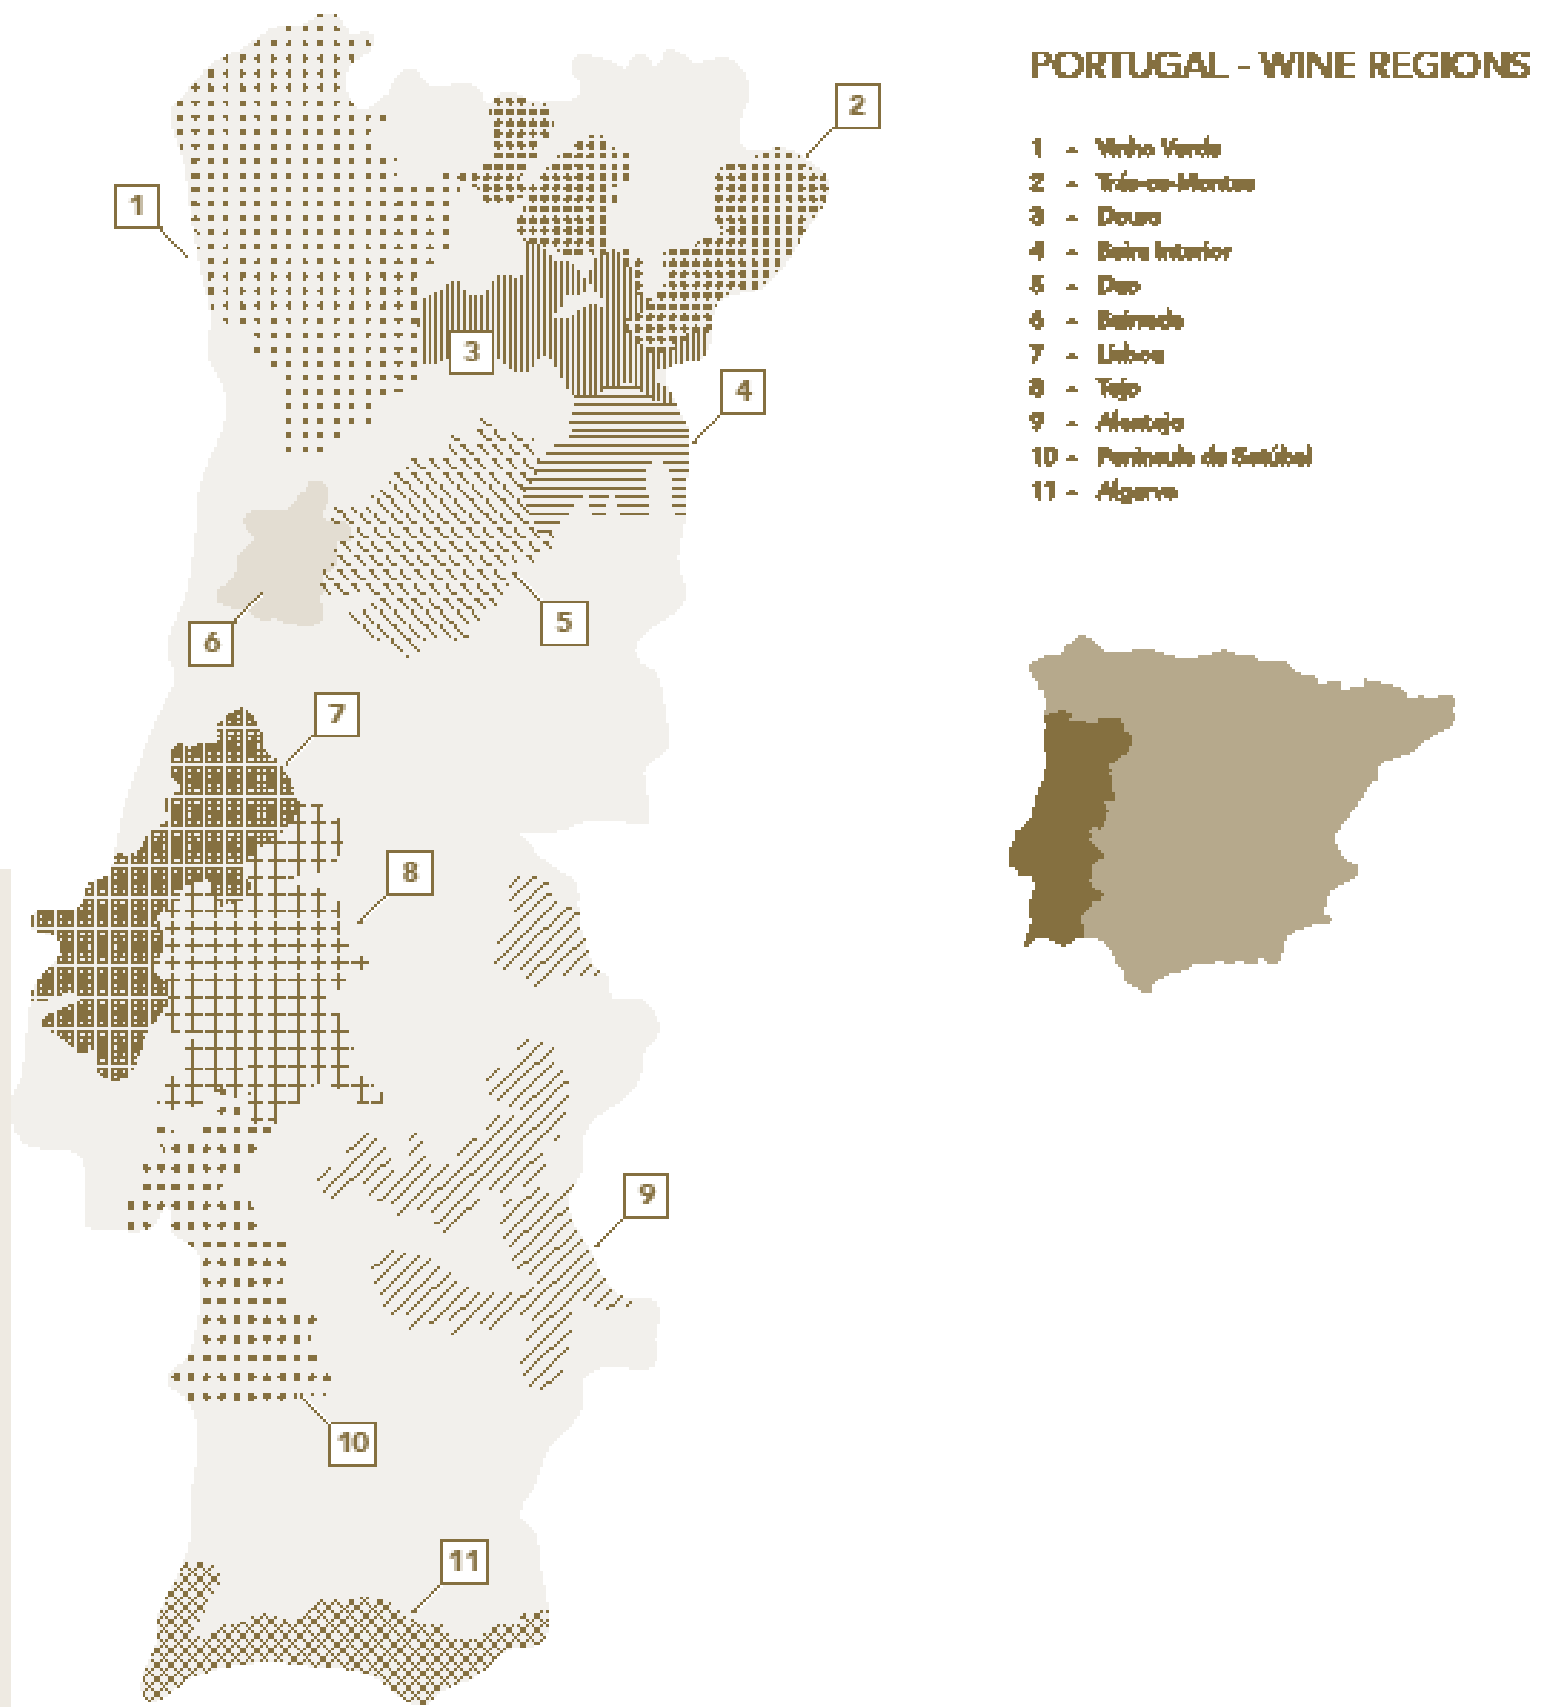 PORTUGAL - WINE REGIONS
1 - Vinho Verde
2 - Trás-os-Montes
3 - Douro
4 - Beira Interior
5 - Dao
6 - Bairrada
7 - Lisboa
8 - Tejo
9 - Alentejo
10 - Península de Setúbal
11 - Algarve
2
1
3
4
5
6
7
8
9
10
11